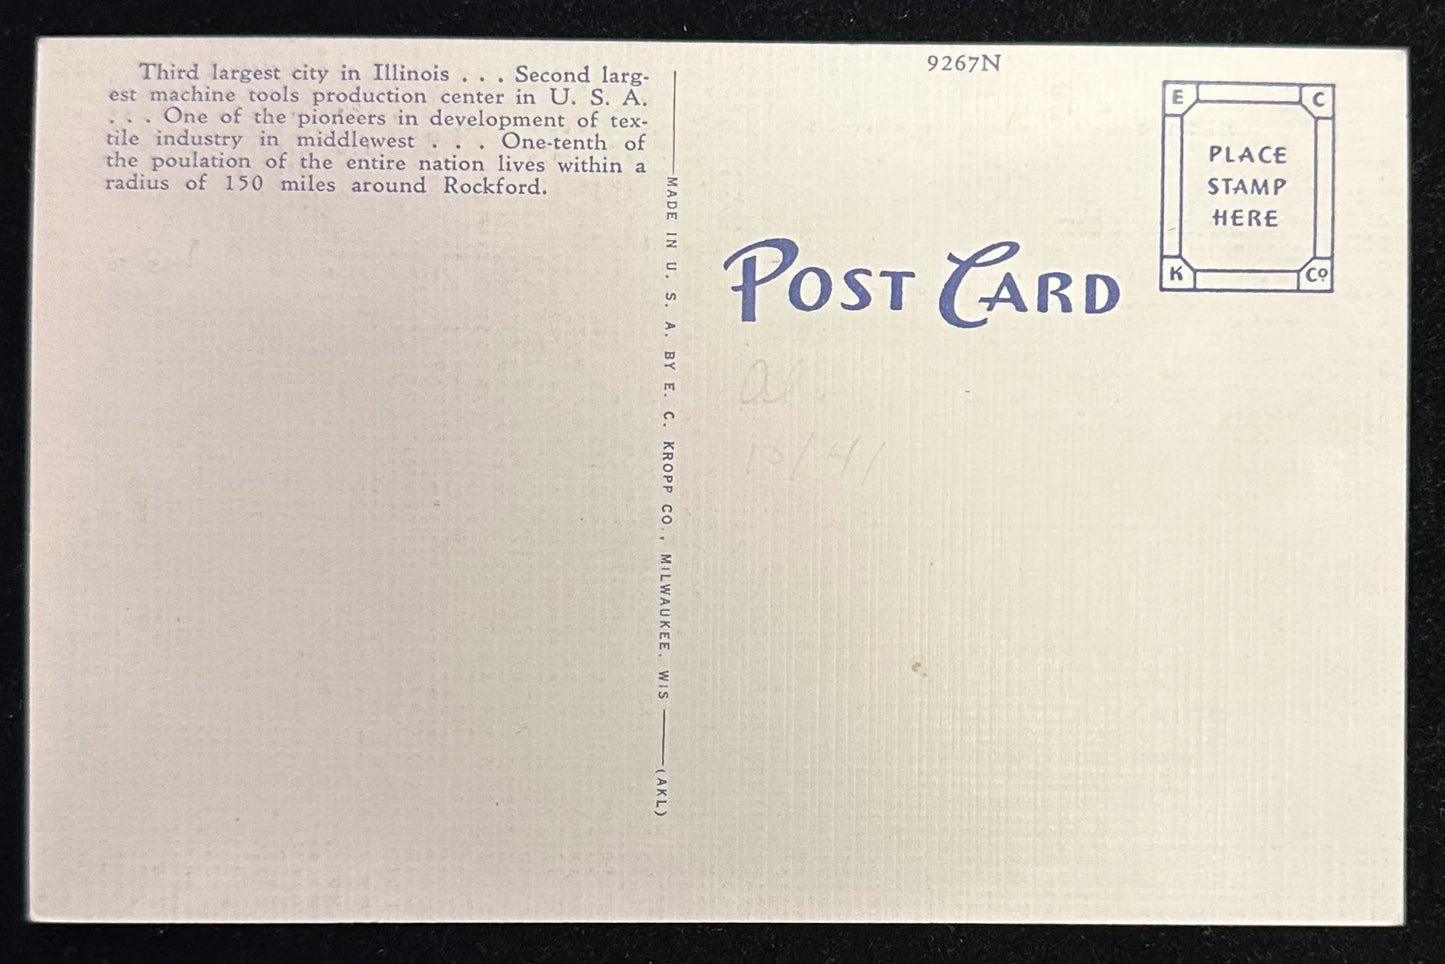 Third largest city in Illinois . . . Second larg-
est machine tools production center in U. S. A.
. . . One of the pioneers in development of tex-
tile industry in middlewest . . . One-tenth of
the poulation of the entire nation lives within a
radius of 150 miles around Rockford.
MADE IN U. S. A. BY E. C. KROPP CO., MILWAUKEE, WIS
(AKL)
9267N
E C
PLACE
STAMP
HERE
K Co
POST CARD
10/41